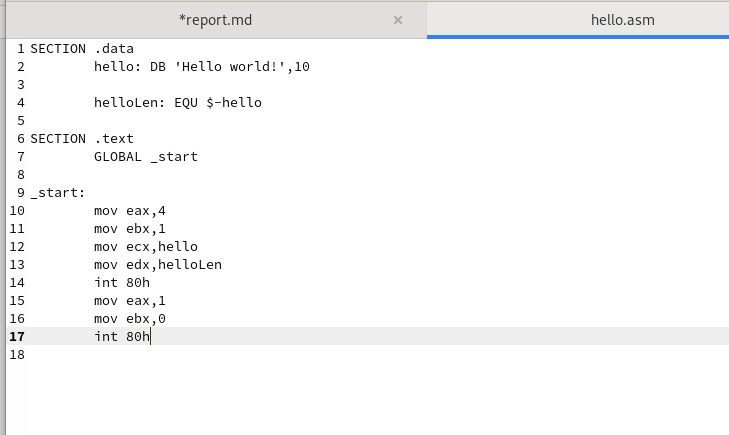 *report.md × hello.asm
1 SECTION .data
2 hello: DB 'Hello world!',10
3
4 helloLen: EQU $-hello
5
6 SECTION .text
7 GLOBAL _start
8
9 _start:
10 mov eax,4
11 mov ebx,1
12 mov ecx,hello
13 mov edx,helloLen
14 int 80h
15 mov eax,1
16 mov ebx,0
17 int 80h
18